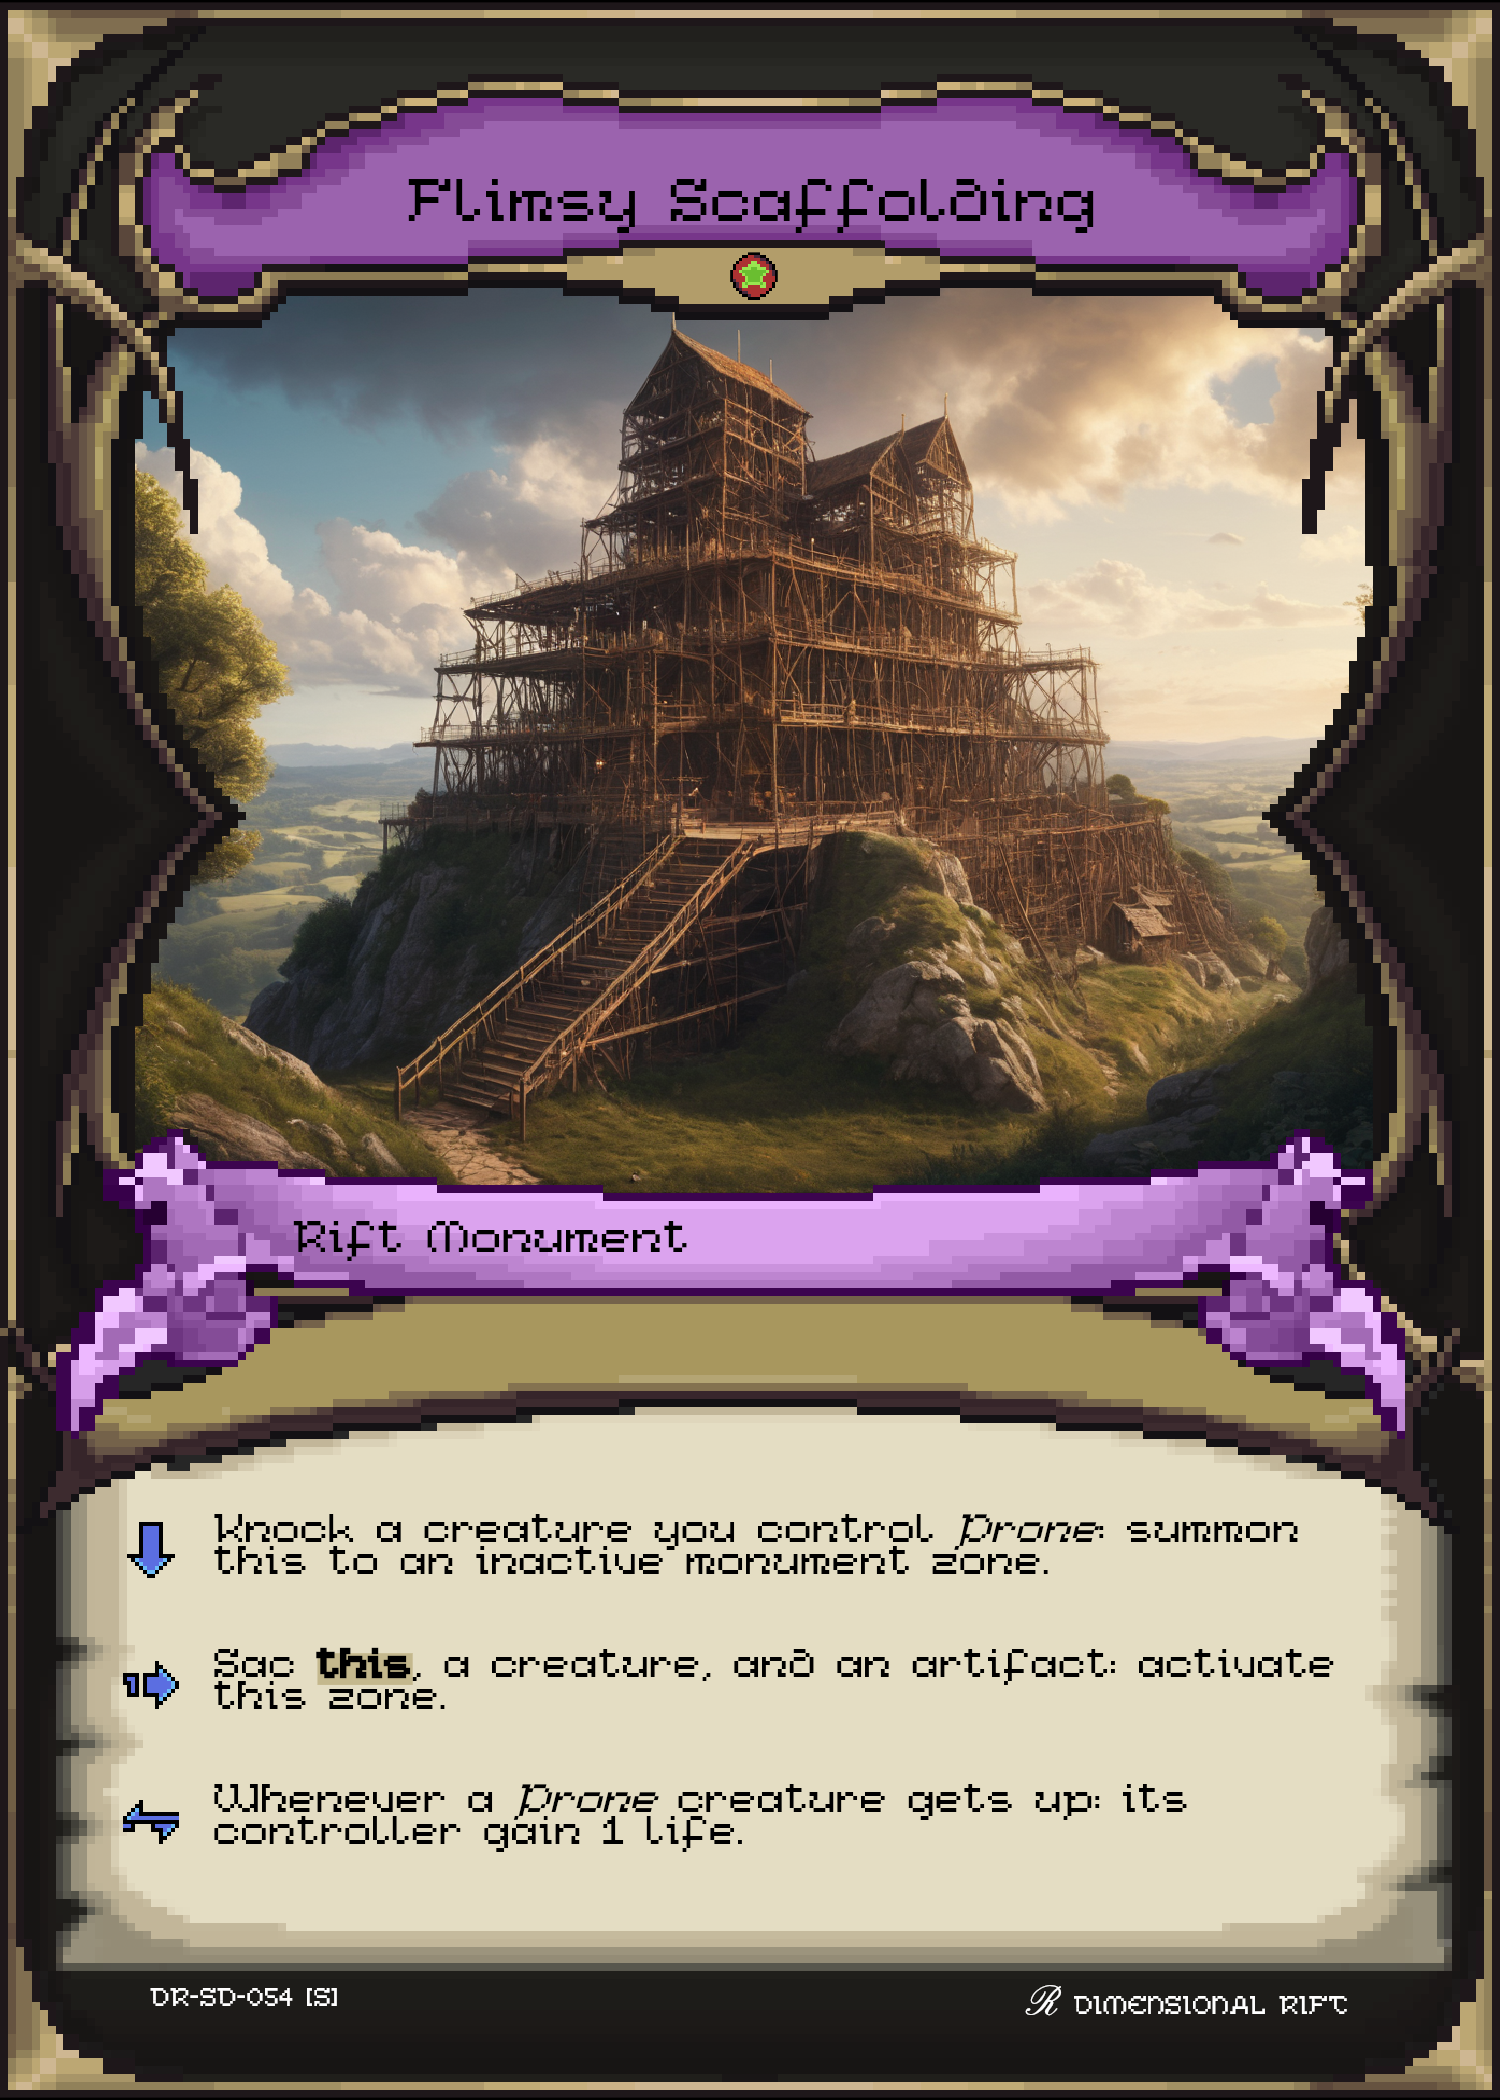 Flimsy Scaffolding
Rift Monument
Knock a creature you control Prone: summon
this to an inactive monument zone.
Sac this, a creature, and an artifact: activate
this zone.
Whenever a Prone creature gets up: its
controller gain 1 life.
DR-SD-054 [S]
R DIMENSIONAL RIFT